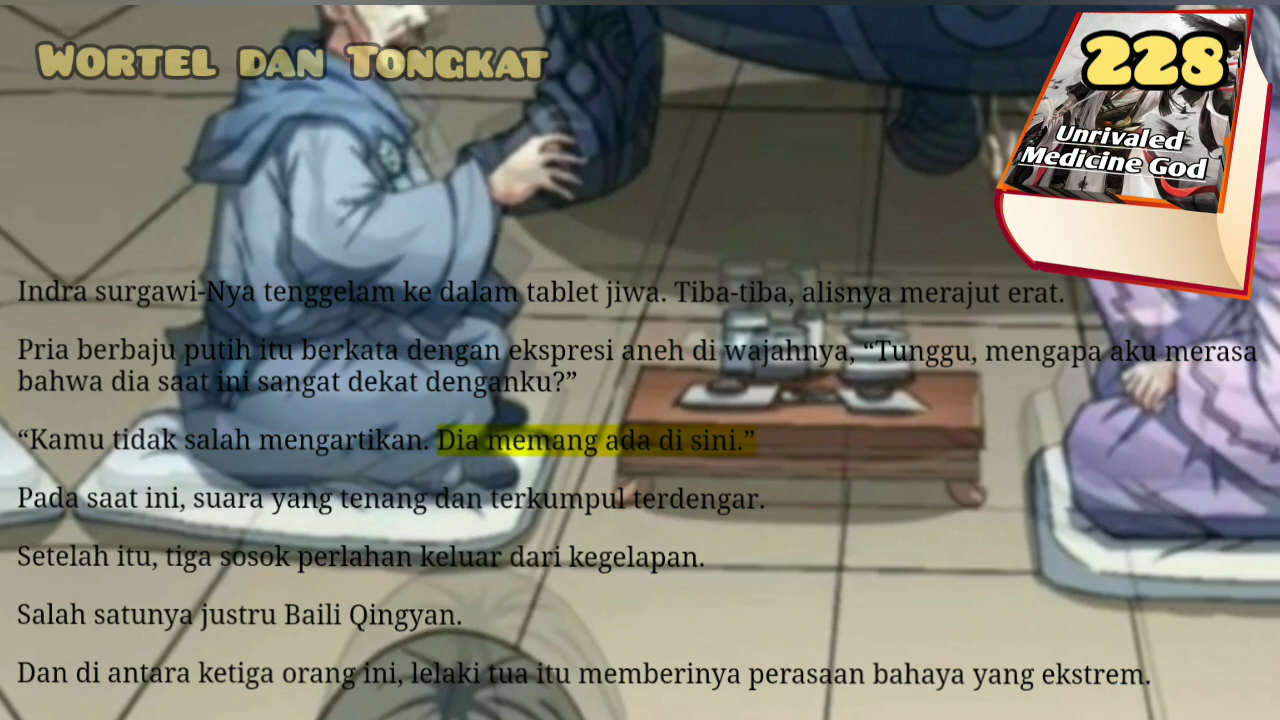 Wortel dan Tongkat
228
Unrivaled
Medicine God
Indra surgawi-Nya tenggelam ke dalam tablet jiwa. Tiba-tiba, alisnya merajut erat.
Pria berbaju putih itu berkata dengan ekspresi aneh di wajahnya, “Tunggu, mengapa aku merasa
bahwa dia saat ini sangat dekat denganku?”
“Kamu tidak salah mengartikan. Dia memang ada di sini.”
Pada saat ini, suara yang tenang dan terkumpul terdengar.
Setelah itu, tiga sosok perlahan keluar dari kegelapan.
Salah satunya justru Baili Qingyan.
Dan di antara ketiga orang ini, lelaki tua itu memberinya perasaan bahaya yang ekstrem.